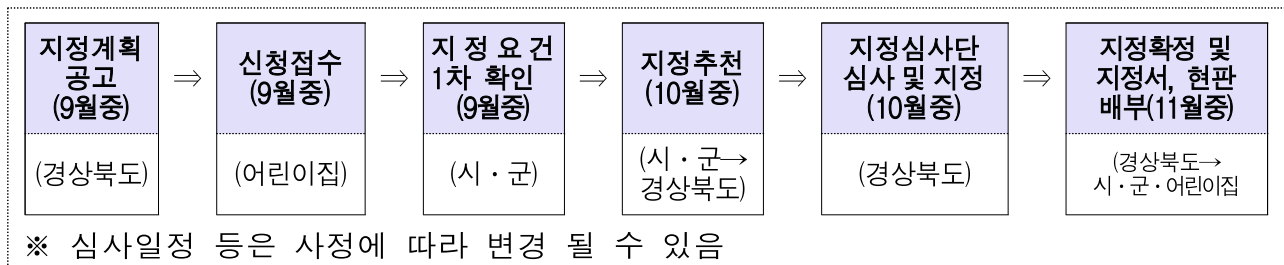 지정계획
공고
(9월중)
⇒
신청접수
(9월중)
⇒
지 정 요 건
1차 확인
(9월중)
⇒
지정추천
(10월중)
⇒
지정심사단
심사 및 지정
(10월중)
⇒
지정확정 및
지정서, 현판
배부(11월중)
(경상북도)
(어린이집)
(시・군)
(시・군→
경상북도)
(경상북도)
(경상북도→
시・군・어린이집
※ 심사일정 등은 사정에 따라 변경 될 수 있음